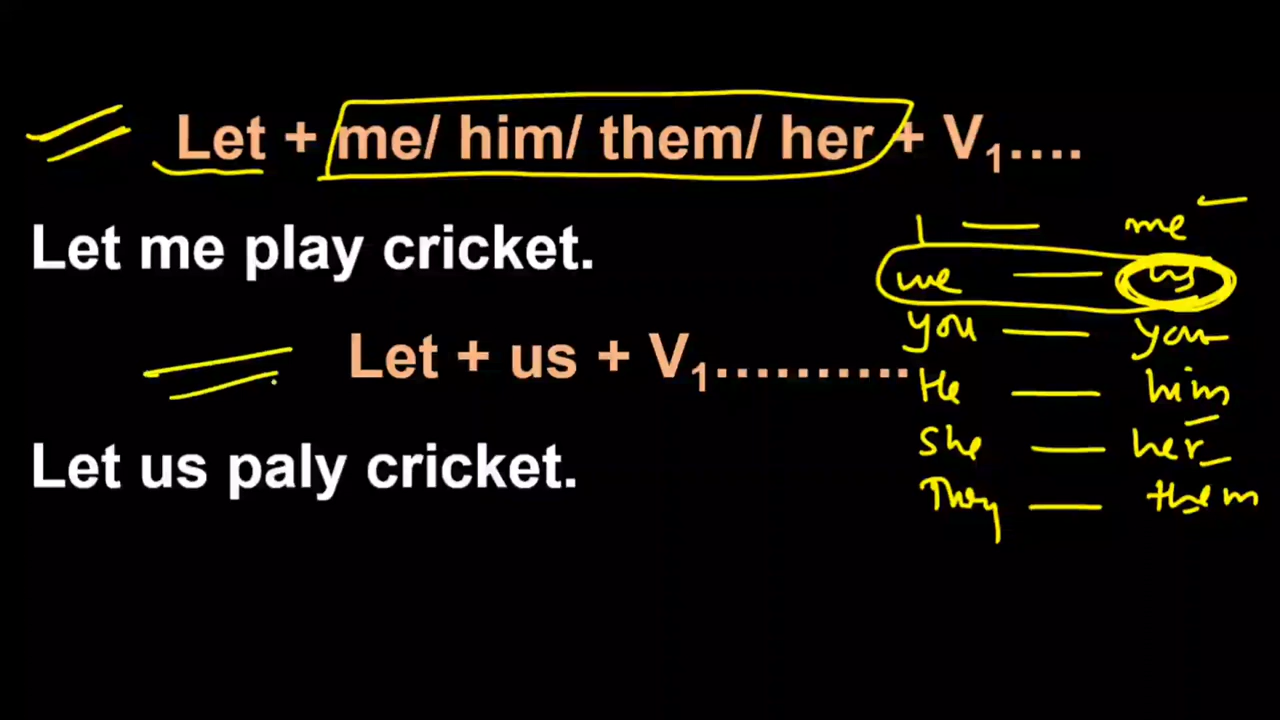 Let + me/ him/ them/ her + V₁....
Let me play cricket.
I — me
we — us
you — you
Let + us + V₁..........
He — him
She — her
Let us paly cricket.
They — them